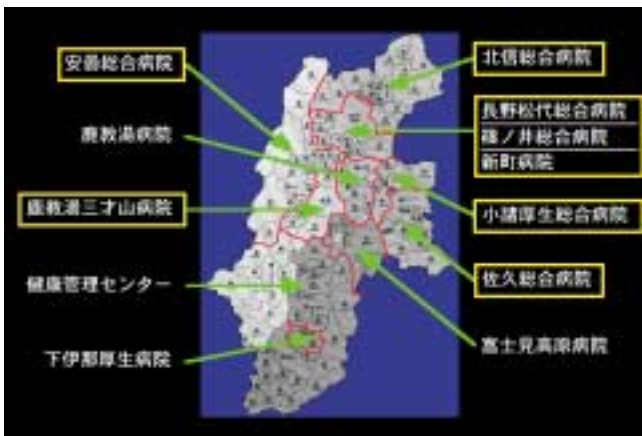 安曇総合病院
鹿教湯病院
鹿教湯三才山病院
健康管理センター
下伊那厚生病院
北信総合病院
長野松代総合病院
篠ノ井総合病院
新町病院
小諸厚生総合病院
佐久総合病院
富士見高原病院